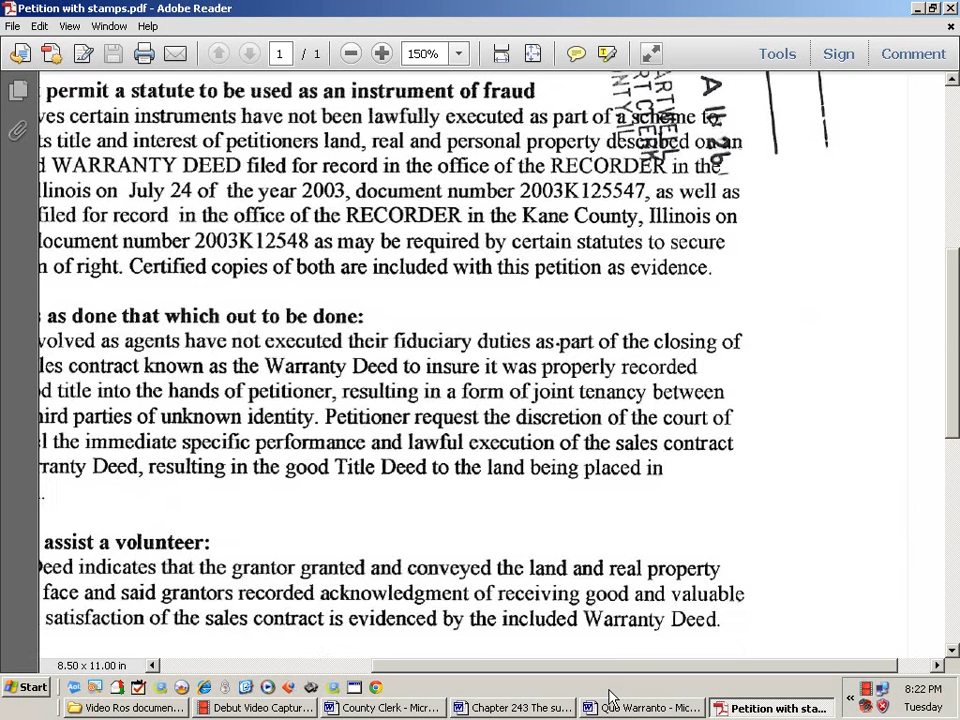 Petition with stamps.pdf - Adobe Reader
File Edit View Window Help
1 / 1 150% Tools Sign Comment
permit a statute to be used as an instrument of fraud
ves certain instruments have not been lawfully executed as part of a scheme to
ts title and interest of petitioners land, real and personal property described on an
d WARRANTY DEED filed for record in the office of the RECORDER in the
llinois on July 24 of the year 2003, document number 2003K125547, as well as
filed for record in the office of the RECORDER in the Kane County, Illinois on
document number 2003K12548 as may be required by certain statutes to secure
n of right. Certified copies of both are included with this petition as evidence.
s as done that which out to be done:
volved as agents have not executed their fiduciary duties as part of the closing of
les contract known as the Warranty Deed to insure it was properly recorded
d title into the hands of petitioner, resulting in a form of joint tenancy between
hird parties of unknown identity. Petitioner request the discretion of the court of
l the immediate specific performance and lawful execution of the sales contract
rranty Deed, resulting in the good Title Deed to the land being placed in
assist a volunteer:
Deed indicates that the grantor granted and conveyed the land and real property
face and said grantors recorded acknowledgment of receiving good and valuable
satisfaction of the sales contract is evidenced by the included Warranty Deed.
ARTWELL
RT CLERK
NTY, IL
8.50 x 11.00 in
Start
8:22 PM
Tuesday
Video Ros documen... Debut Video Captur... County Clerk - Micr... Chapter 243 The su... Quo Warranto - Mic... Petition with sta...